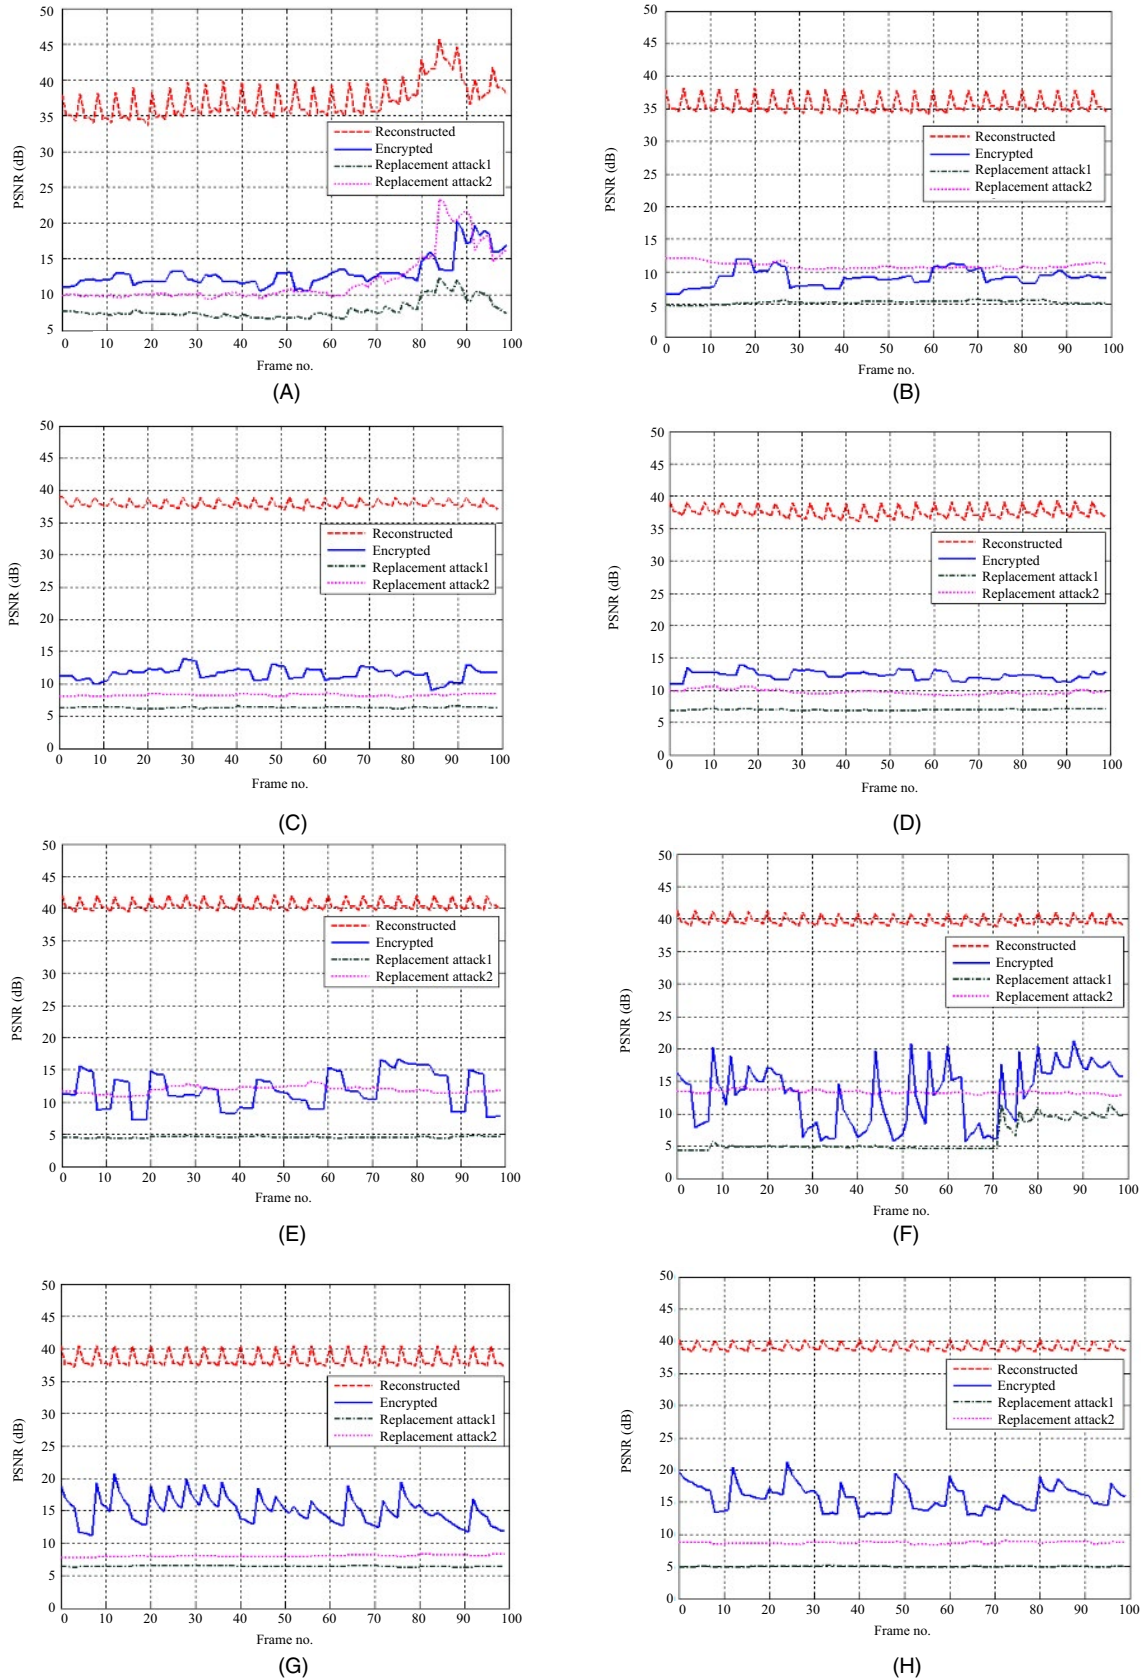 50
45
40
35
30
25
20
15
10
5
PSNR (dB)
Reconstructed
Encrypted
Replacement attack1
Replacement attack2
0 10 20 30 40 50 60 70 80 90 100
Frame no.
(A)
50
45
40
35
30
25
20
15
10
5
0
PSNR (dB)
Reconstructed
Encrypted
Replacement attack1
Replacement attack2
0 10 20 30 40 50 60 70 80 90 100
Frame no.
(B)
50
45
40
35
30
25
20
15
10
5
0
PSNR (dB)
Reconstructed
Encrypted
Replacement attack1
Replacement attack2
0 10 20 30 40 50 60 70 80 90 100
Frame no.
(C)
50
45
40
35
30
25
20
15
10
5
0
PSNR (dB)
Reconstructed
Encrypted
Replacement attack1
Replacement attack2
0 10 20 30 40 50 60 70 80 90 100
Frame no.
(D)
50
45
40
35
30
25
20
15
10
5
0
PSNR (dB)
Reconstructed
Encrypted
Replacement attack1
Replacement attack2
0 10 20 30 40 50 60 70 80 90 100
Frame no.
(E)
50
45
40
35
30
25
20
15
10
5
0
PSNR (dB)
Reconstructed
Encrypted
Replacement attack1
Replacement attack2
0 10 20 30 40 50 60 70 80 90 100
Frame no.
(F)
50
45
40
35
30
25
20
15
10
5
0
PSNR (dB)
Reconstructed
Encrypted
Replacement attack1
Replacement attack2
0 10 20 30 40 50 60 70 80 90 100
Frame no.
(G)
50
45
40
35
30
25
20
15
10
5
0
PSNR (dB)
Reconstructed
Encrypted
Replacement attack1
Replacement attack2
0 10 20 30 40 50 60 70 80 90 100
Frame no.
(H)